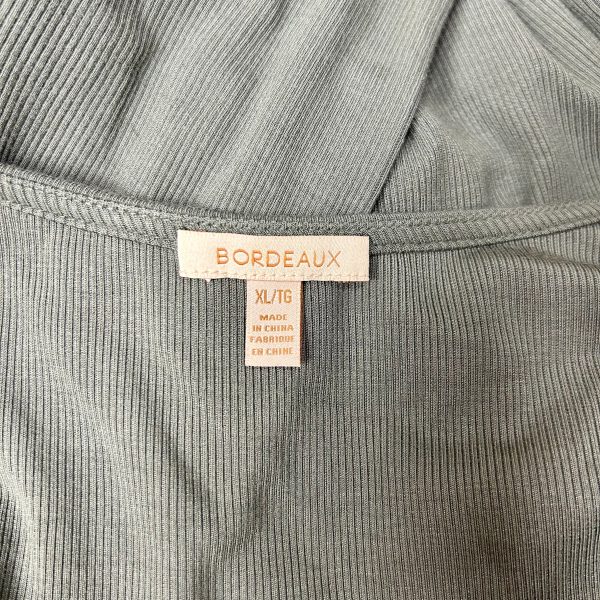 BORDEAUX
XL/TG
MADE
IN CHINA
FABRIQUE
EN CHINE